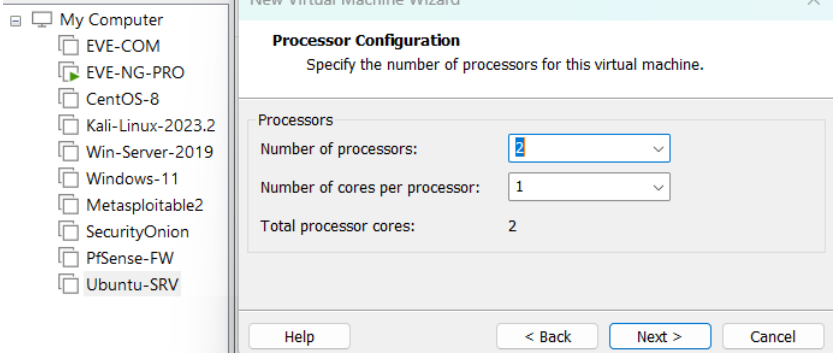 My Computer
EVE-COM
EVE-NG-PRO
CentOS-8
Kali-Linux-2023.2
Win-Server-2019
Windows-11
Metasploitable2
SecurityOnion
PfSense-FW
Ubuntu-SRV
New Virtual Machine Wizard
Processor Configuration
Specify the number of processors for this virtual machine.
Processors
Number of processors: 2
Number of cores per processor: 1
Total processor cores: 2
Help < Back Next > Cancel